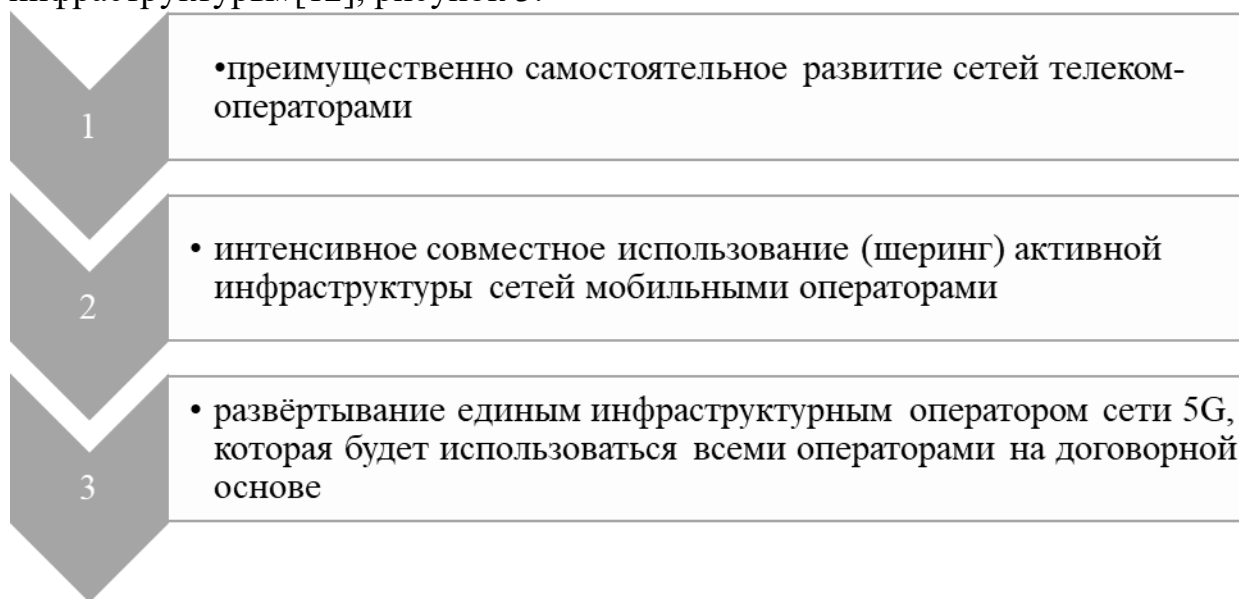 1
•преимущественно самостоятельное развитие сетей телеком-
операторами
2
• интенсивное совместное использование (шеринг) активной
инфраструктуры сетей мобильными операторами
3
• развёртывание единым инфраструктурным оператором сети 5G,
которая будет использоваться всеми операторами на договорной
основе